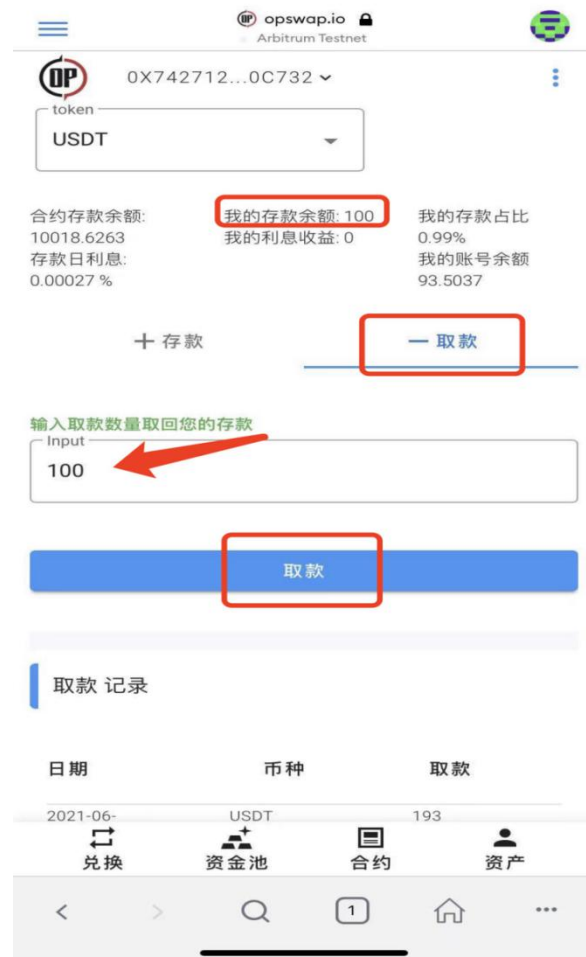 opswap.io
Arbitrum Testnet
OP
0X742712...0C732
token
USDT
合约存款余额:
10018.6263
存款日利息:
0.00027 %
我的存款余额: 100
我的利息收益: 0
我的存款占比
0.99%
我的账号余额
93.5037
+ 存款
— 取款
输入取款数量取回您的存款
Input
100
取款
取款 记录
日期 币种 取款
2021-06- USDT 193
兑换 资金池 合约 资产
1